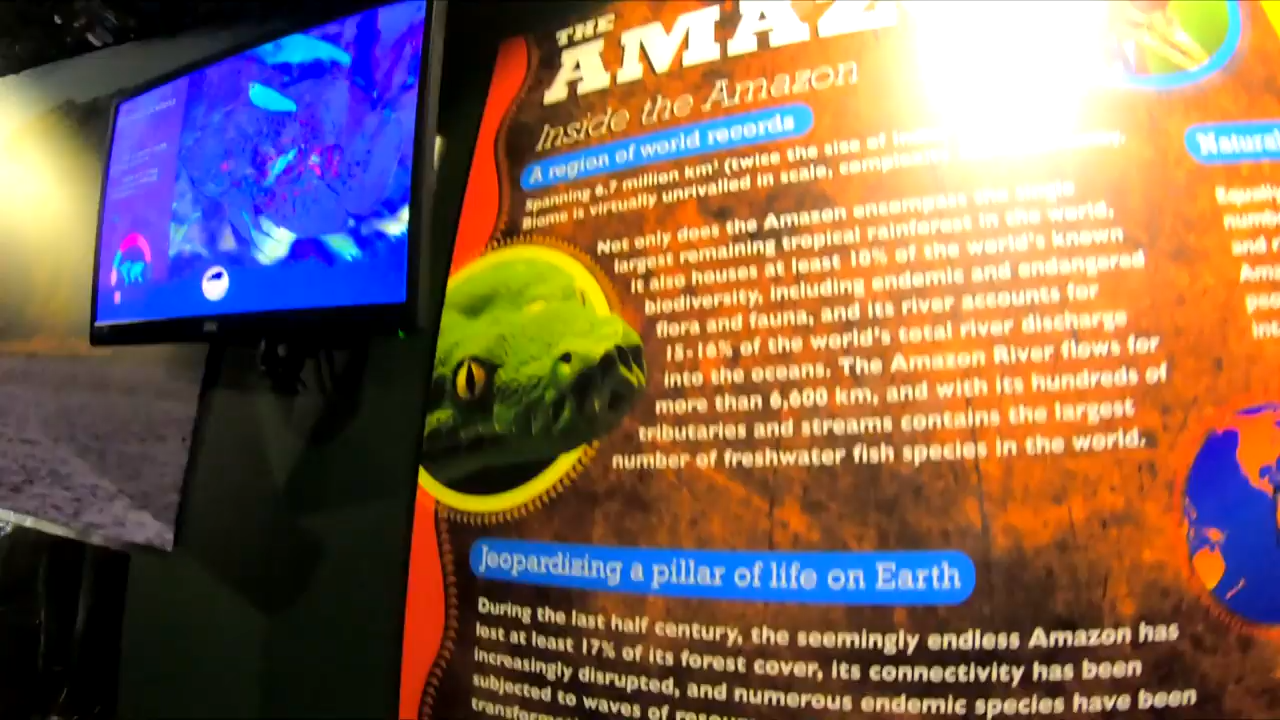 THE
AMAZ
Inside the Amazon
A region of world records
Spanning 6.7 million km² (twice the size of
Biome is virtually unrivalled in scale,
Not only does the Amazon encompass the single
largest remaining tropical rainforest in the world,
it also houses at least 10% of the world's known
biodiversity, including endemic and endangered
flora and fauna, and its river accounts for
15-16% of the world's total river discharge
into the oceans. The Amazon River flows for
more than 6,600 km, and with its hundreds of
tributaries and streams contains the largest
number of freshwater fish species in the world.
Jeopardizing a pillar of life on Earth
During the last half century, the seemingly endless Amazon has
lost at least 17% of its forest cover, its connectivity has been
increasingly disrupted, and numerous endemic species have been
subjected to waves of
Natural
Equally
numb
and
Ama